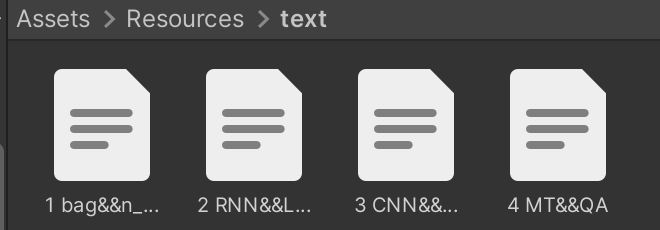 Assets > Resources > text
1 bag&&n_...
2 RNN&&L...
3 CNN&&...
4 MT&&QA